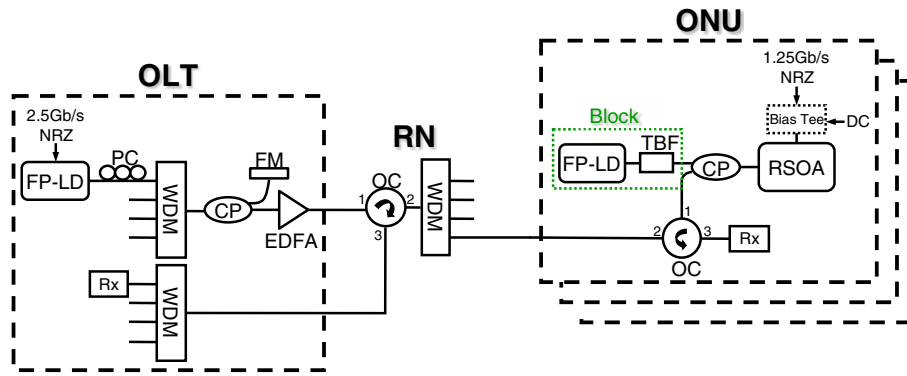 OLT
2.5Gb/s
NRZ
FP-LD
PC
WDM
CP
FM
EDFA
Rx
WDM
RN
OC
1
2
3
WDM
ONU
1.25Gb/s
NRZ
Bias Tee
DC
Block
FP-LD
TBF
CP
RSOA
1
2
3
Rx
OC